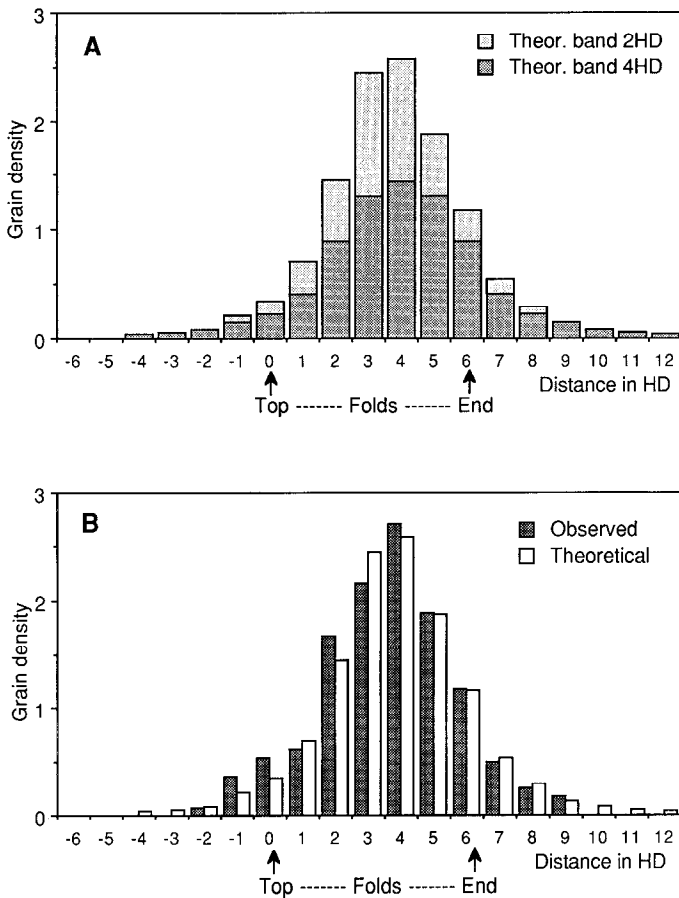 A
Theor. band 2HD
Theor. band 4HD
Grain density
3
2
1
0
-6 -5 -4 -3 -2 -1 0 1 2 3 4 5 6 7 8 9 10 11 12
Distance in HD
Top ------ Folds ------ End
B
Observed
Theoretical
Grain density
3
2
1
0
-6 -5 -4 -3 -2 -1 0 1 2 3 4 5 6 7 8 9 10 11 12
Distance in HD
Top ------ Folds ------ End